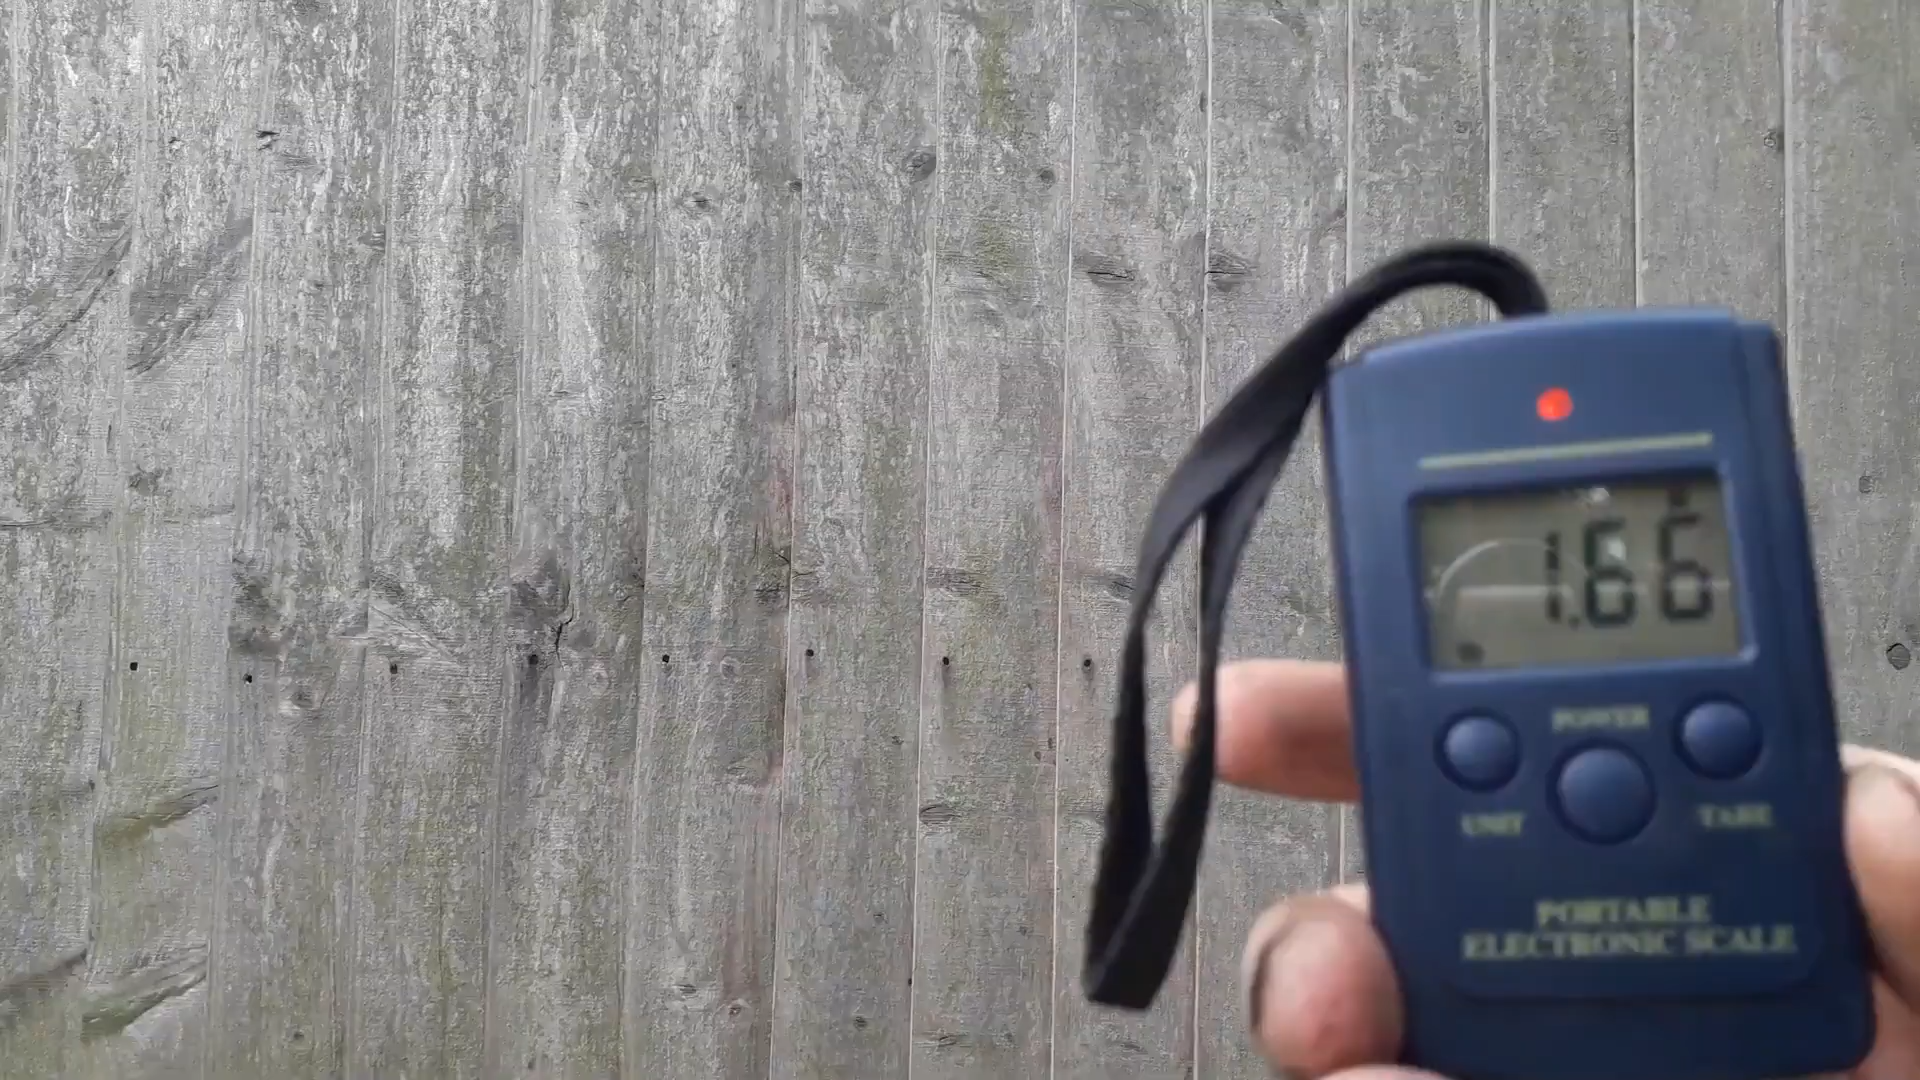 1.66
POWER
UNIT
TARE
PORTABLE
ELECTRONIC SCALE